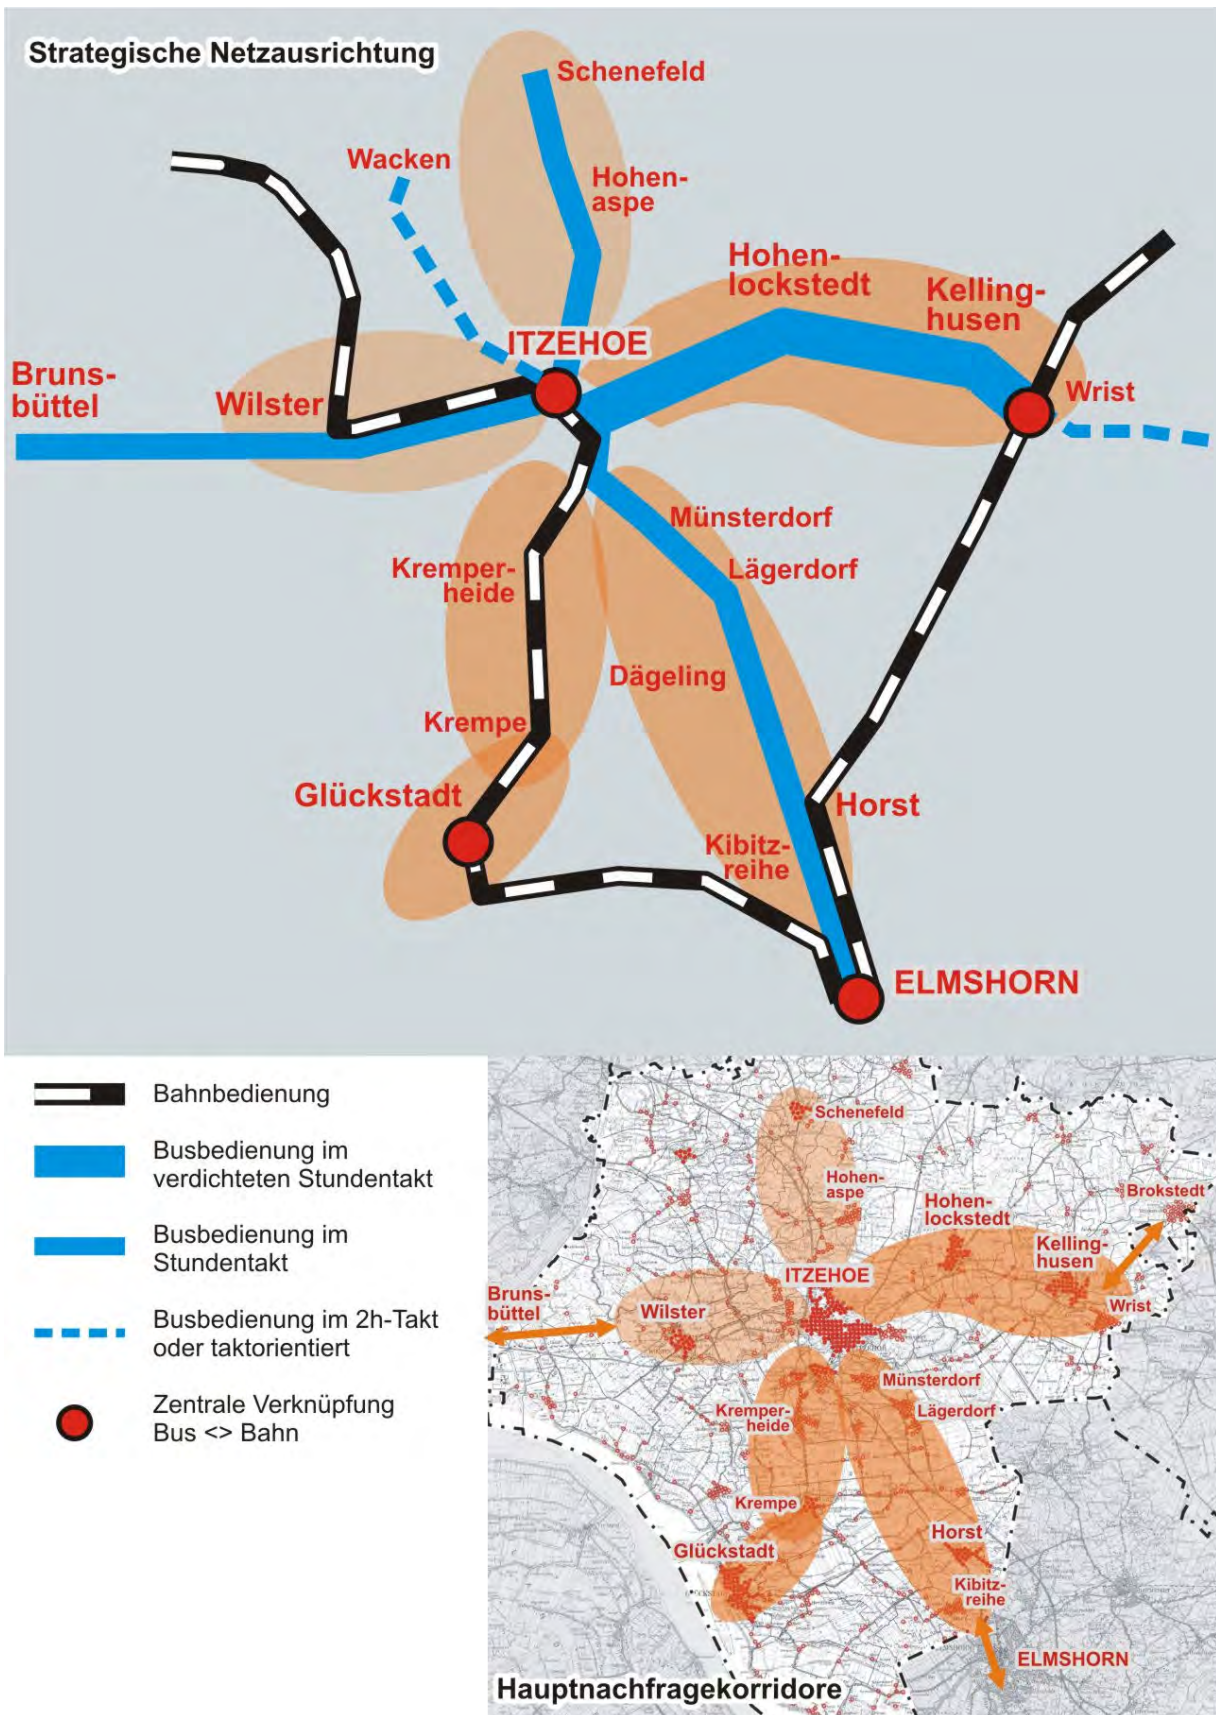 Strategische Netzausrichtung
Schenefeld
Wacken
Hohen-
aspe
Hohen-
lockstedt
Kelling-
husen
ITZEHOE
Bruns-
büttel
Wilster
Wrist
Münsterdorf
Kremper-
heide
Lägerdorf
Dägeling
Krempe
Glückstadt
Horst
Kibitz-
reihe
ELMSHORN
Bahnbedienung
Busbedienung im
verdichteten Stundentakt
Busbedienung im
Stundentakt
Busbedienung im 2h-Takt
oder taktorientiert
Zentrale Verknüpfung
Bus <> Bahn
Schenefeld
Hohen-
aspe
Hohen-
lockstedt
Brokstedt
Kelling-
husen
ITZEHOE
Bruns-
büttel
Wilster
Wrist
Münsterdorf
Kremper-
heide
Lägerdorf
Krempe
Horst
Glückstadt
Kibitz-
reihe
ELMSHORN
Hauptnachfragekorridore